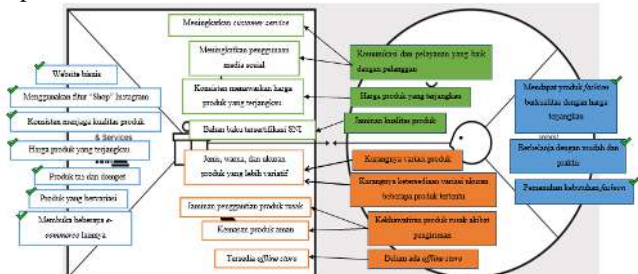 Meningkatkan customer service
Meningkatkan penggunaan
media sosial
Konsisten menawarkan harga
produk yang terjangkau
Bahan baku tersertifikasi SNI
Jenis, warna, dan ukuran
produk yang lebih variatif
Jaminan penggantian produk rusak
Kemasan produk aman
Tersedia offline store
Website bisnis
Menggunakan fitur "Shop" Instagram
Konsisten menjaga kualitas produk
& Services
Harga produk yang terjangkau
Produk tas dan dompet
Produk yang bervariasi
Membuka beberapa e-
commerce lainnya
Komunikasi dan pelayanan yang baik
dengan pelanggan
Harga produk yang terjangkau
Jaminan kualitas produk
Kurangnya varian produk
Kurangnya ketersediaan variasi ukuran
beberapa produk tertentu
Kekhawatiran produk rusak akibat
pengiriman
Belum ada offline store
Mendapat produk fashion
berkualitas dengan harga
terjangkau
Berbelanja dengan mudah dan
praktis
Pemenuhan kebutuhan fashion